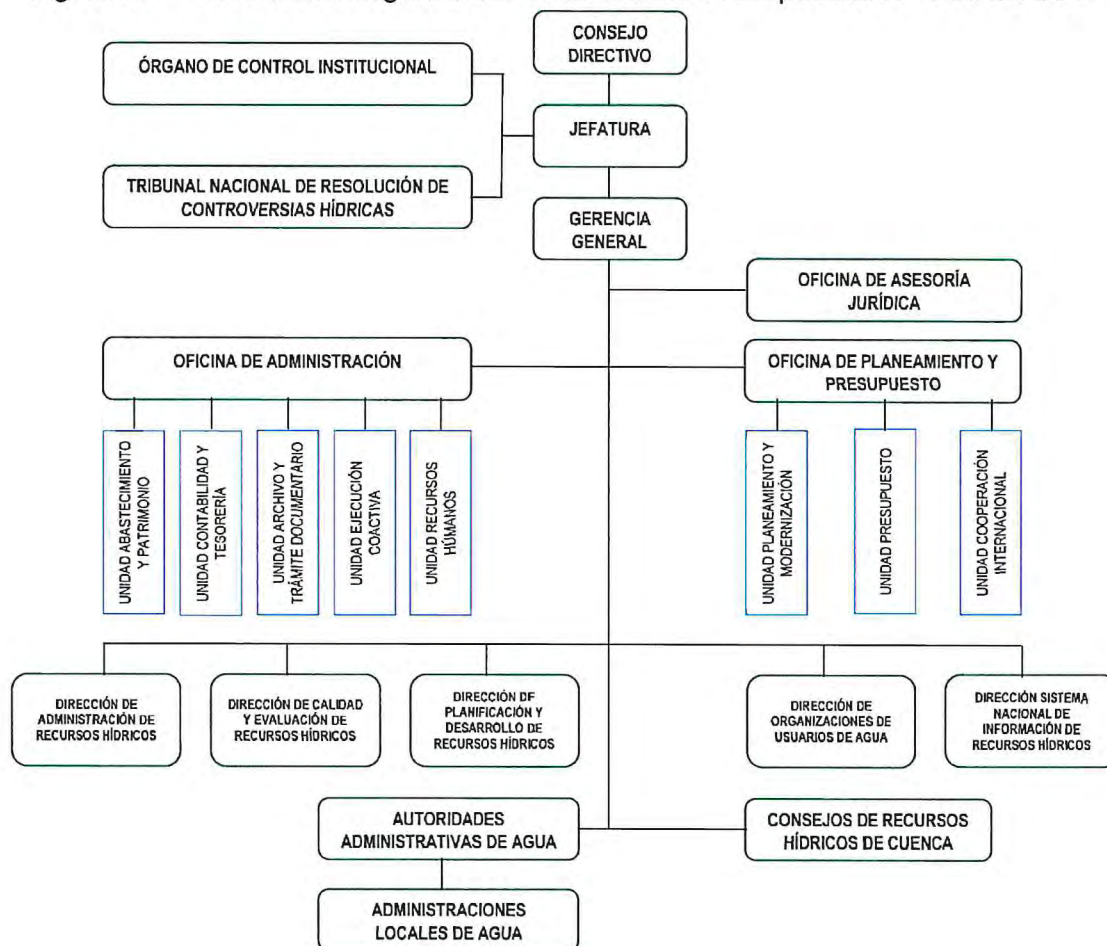 CONSEJO
DIRECTIVO
ÓRGANO DE CONTROL INSTITUCIONAL
JEFATURA
TRIBUNAL NACIONAL DE RESOLUCIÓN DE
CONTROVERSIAS HÍDRICAS
GERENCIA
GENERAL
OFICINA DE ASESORÍA
JURÍDICA
OFICINA DE ADMINISTRACIÓN
OFICINA DE PLANEAMIENTO Y
PRESUPUESTO
UNIDAD ABASTECIMIENTO
Y PATRIMONIO
UNIDAD CONTABILIDAD Y
TESORERÍA
UNIDAD ARCHIVO Y
TRÁMITE DOCUMENTARIO
UNIDAD EJECUCIÓN
COACTIVA
UNIDAD RECURSOS
HÚMANOS
UNIDAD PLANEAMIENTO Y
MODERNIZACIÓN
UNIDAD PRESUPUESTO
UNIDAD COOPERACIÓN
INTERNACIONAL
DIRECCIÓN DE
ADMINISTRACIÓN DE
RECURSOS HÍDRICOS
DIRECCIÓN DE CALIDAD
Y EVALUACIÓN DE
RECURSOS HÍDRICOS
DIRECCIÓN DE
PLANIFICACIÓN Y
DESARROLLO DE
RECURSOS HÍDRICOS
DIRECCIÓN DE
ORGANIZACIONES DE
USUARIOS DE AGUA
DIRECCIÓN SISTEMA
NACIONAL DE
INFORMACIÓN DE
RECURSOS HÍDRICOS
AUTORIDADES
ADMINISTRATIVAS DE AGUA
CONSEJOS DE RECURSOS
HÍDRICOS DE CUENCA
ADMINISTRACIONES
LOCALES DE AGUA